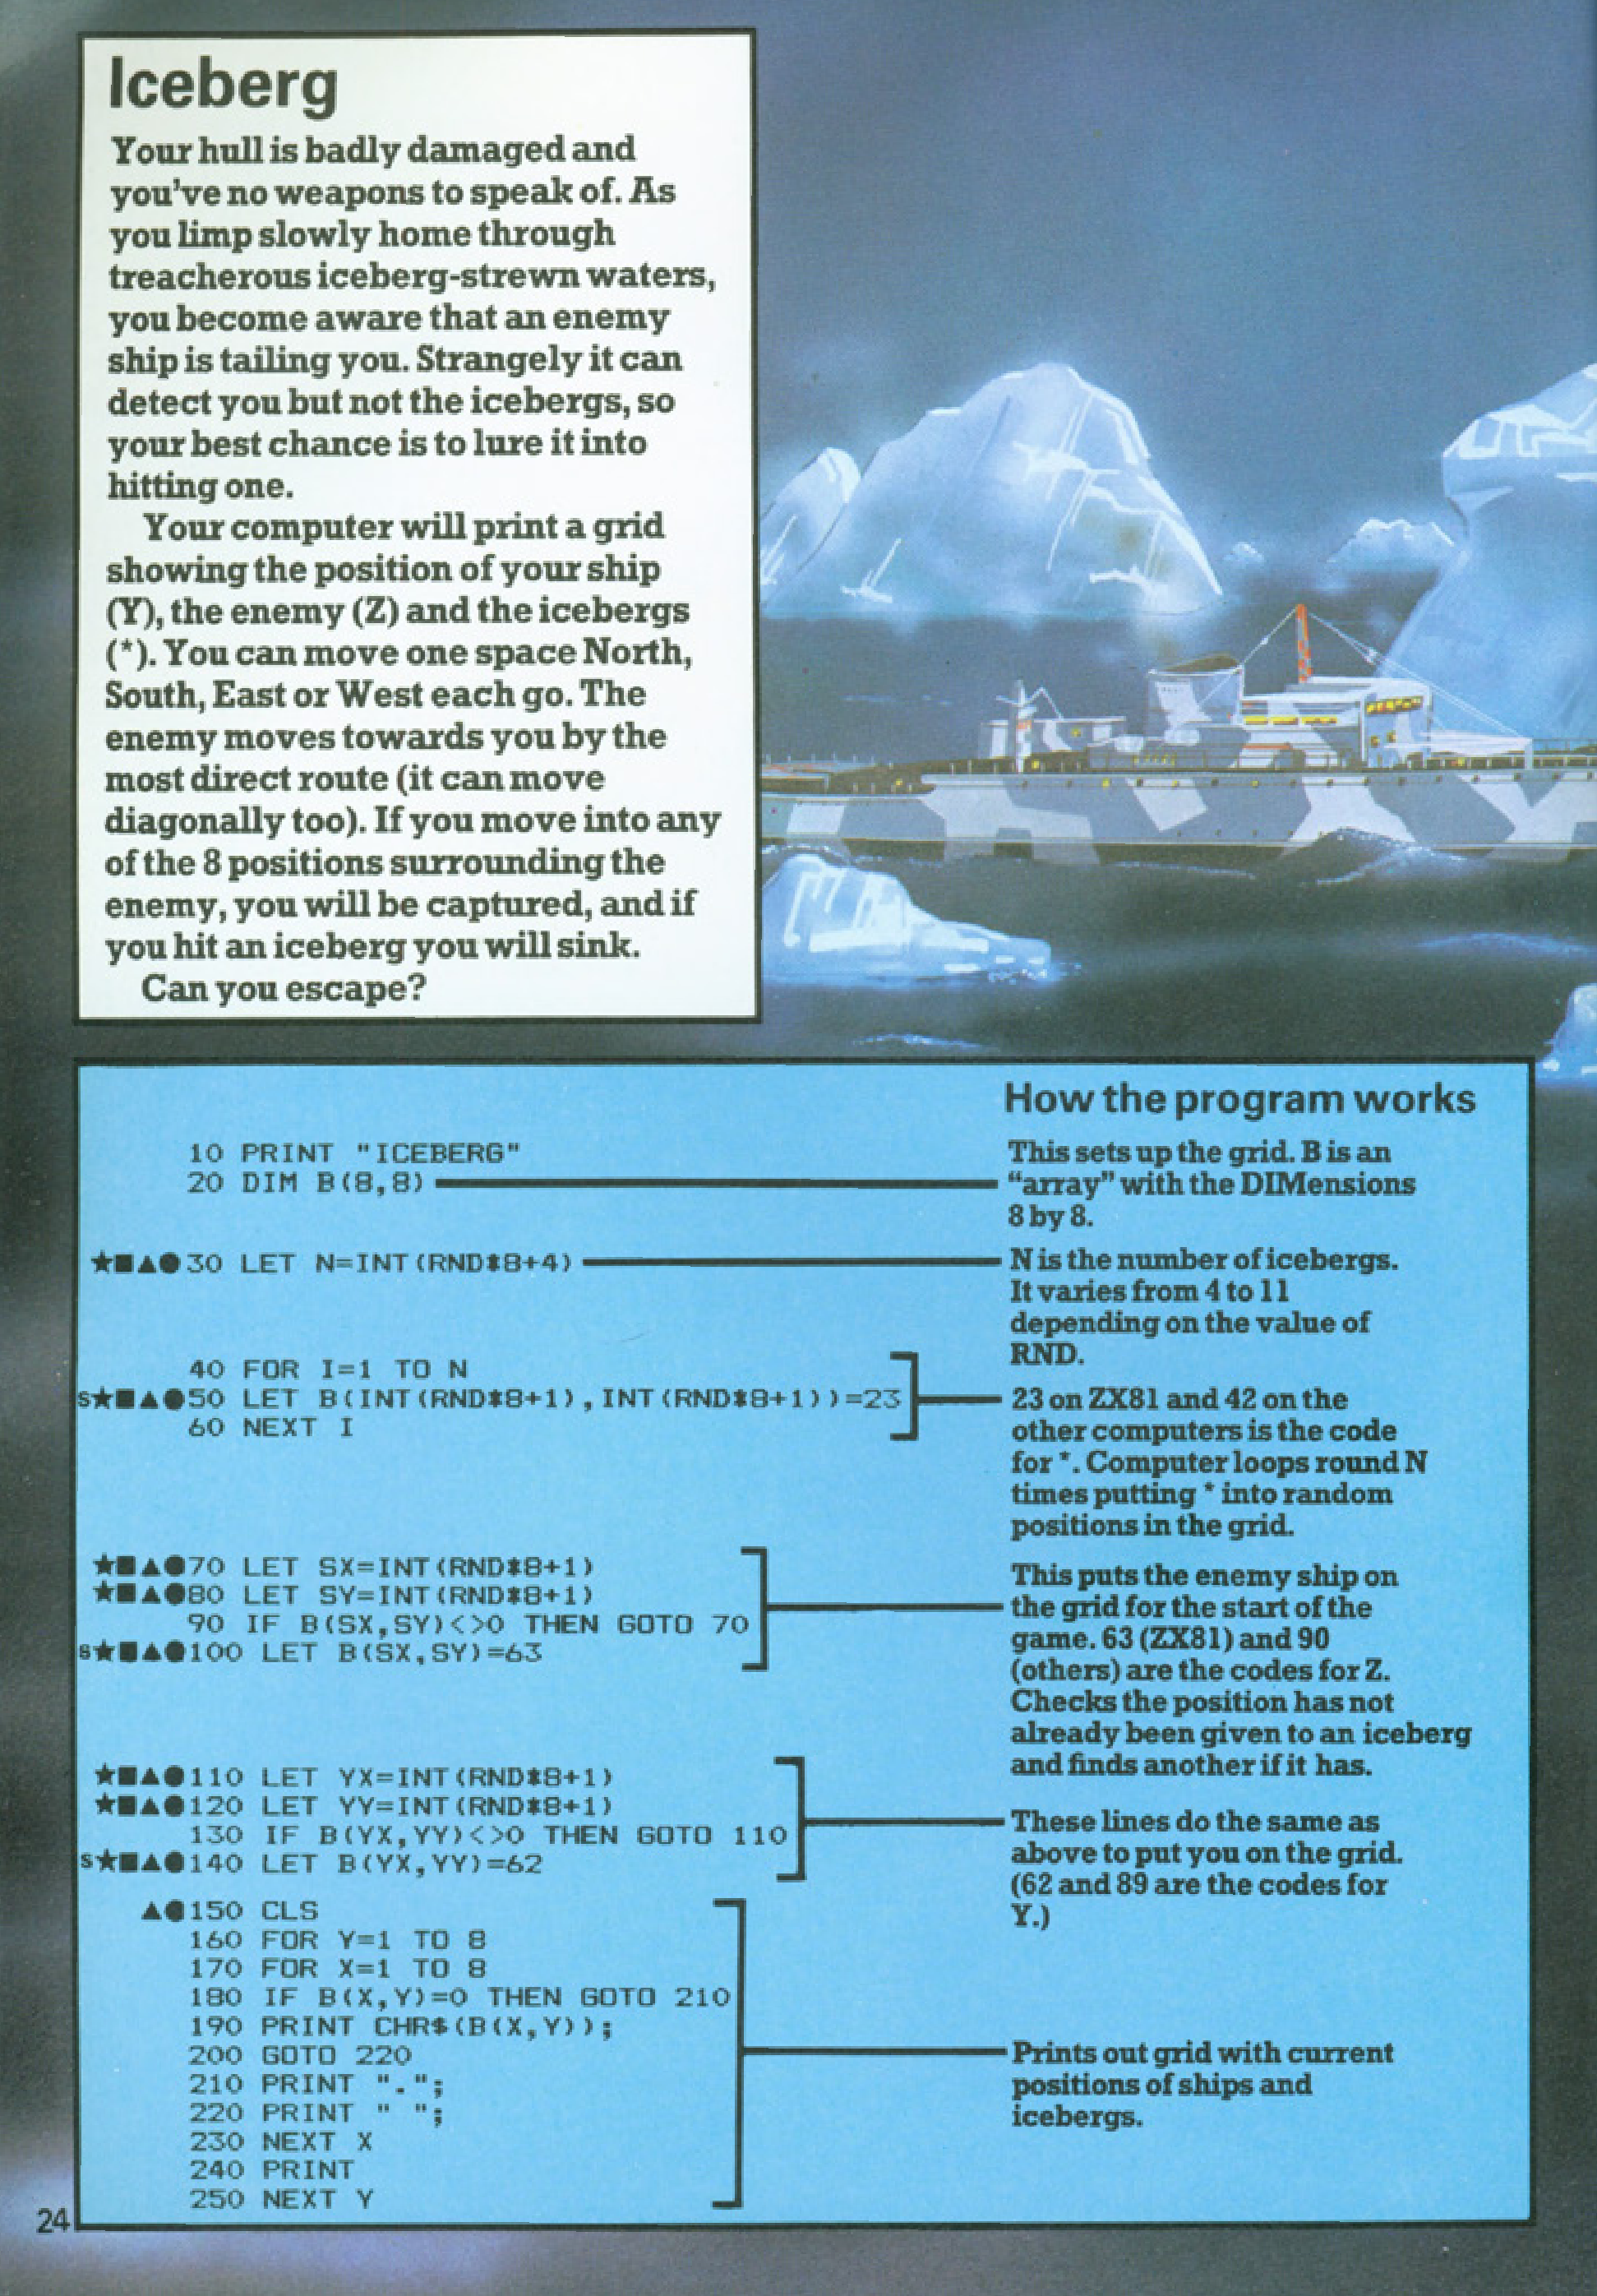 Iceberg
Your hull is badly damaged and
you've no weapons to speak of. As
you limp slowly home through
treacherous iceberg-strewn waters,
you become aware that an enemy
ship is tailing you. Strangely it can
detect you but not the icebergs, so
your best chance is to lure it into
hitting one.
Your computer will print a grid
showing the position of your ship
(Y), the enemy (Z) and the icebergs
(*). You can move one space North,
South, East or West each go. The
enemy moves towards you by the
most direct route (it can move
diagonally too). If you move into any
of the 8 positions surrounding the
enemy, you will be captured, and if
you hit an iceberg you will sink.
Can you escape?
How the program works
10 PRINT "ICEBERG"
20 DIM B(8,8)
This sets up the grid. B is an
"array" with the DIMensions
8 by 8.
★■▲●30 LET N=INT(RND*8+4)
N is the number of icebergs.
It varies from 4 to 11
depending on the value of
RND.
40 FOR I=1 TO N
s★■▲●50 LET B(INT(RND*8+1),INT(RND*8+1))=23
60 NEXT I
23 on ZX81 and 42 on the
other computers is the code
for *. Computer loops round N
times putting * into random
positions in the grid.
★■▲●70 LET SX=INT(RND*8+1)
★■▲●80 LET SY=INT(RND*8+1)
90 IF B(SX,SY)<>0 THEN GOTO 70
s★■▲●100 LET B(SX,SY)=63
This puts the enemy ship on
the grid for the start of the
game. 63 (ZX81) and 90
(others) are the codes for Z.
Checks the position has not
already been given to an iceberg
and finds another if it has.
★■▲●110 LET YX=INT(RND*8+1)
★■▲●120 LET YY=INT(RND*8+1)
130 IF B(YX,YY)<>0 THEN GOTO 110
s★■▲●140 LET B(YX,YY)=62
These lines do the same as
above to put you on the grid.
(62 and 89 are the codes for
Y.)
▲●150 CLS
160 FOR Y=1 TO 8
170 FOR X=1 TO 8
180 IF B(X,Y)=0 THEN GOTO 210
190 PRINT CHR$(B(X,Y));
200 GOTO 220
210 PRINT ".";
220 PRINT " ";
230 NEXT X
240 PRINT
250 NEXT Y
Prints out grid with current
positions of ships and
icebergs.
24